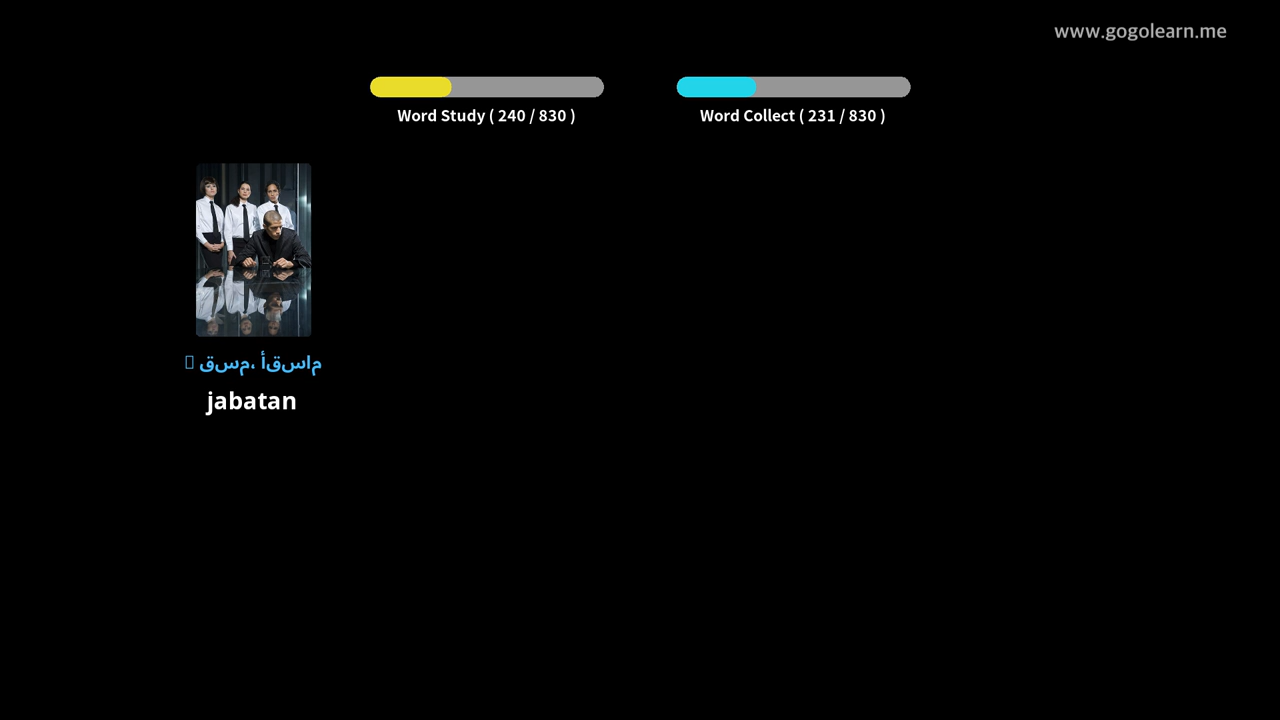 www.gogolearn.me
Word Study ( 240 / 830 )
Word Collect ( 231 / 830 )
قسم، أقسام
jabatan